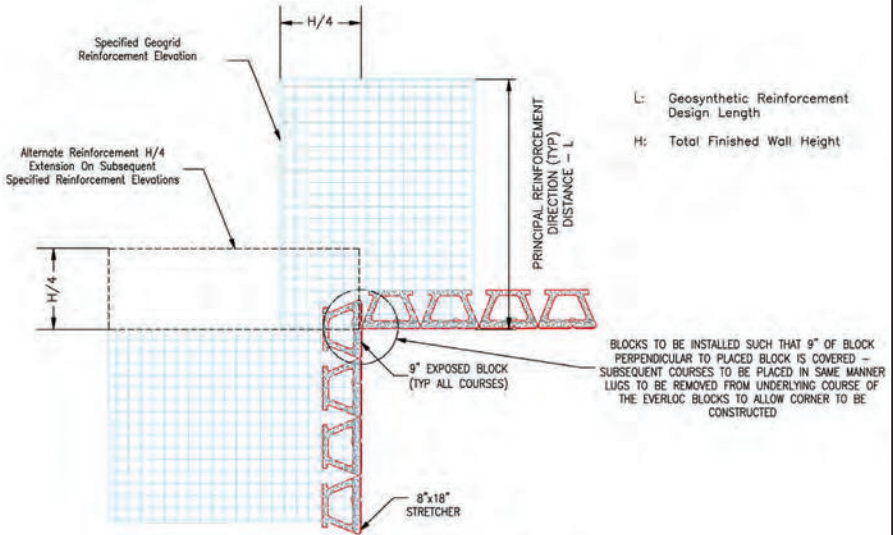 H/4
Specified Geogrid
Reinforcement Elevation
L: Geosynthetic Reinforcement
Design Length
H: Total Finished Wall Height
PRINCIPAL REINFORCEMENT
DIRECTION (TYP)
DISTANCE – L
Alternate Reinforcement H/4
Extension On Subsequent
Specified Reinforcement Elevations
H/4
9" EXPOSED BLOCK
(TYP ALL COURSES)
BLOCKS TO BE INSTALLED SUCH THAT 9" OF BLOCK
PERPENDICULAR TO PLACED BLOCK IS COVERED –
SUBSEQUENT COURSES TO BE PLACED IN SAME MANNER
LUGS TO BE REMOVED FROM UNDERLYING COURSE OF
THE EVERLOC BLOCKS TO ALLOW CORNER TO BE
CONSTRUCTED
8"x18"
STRETCHER